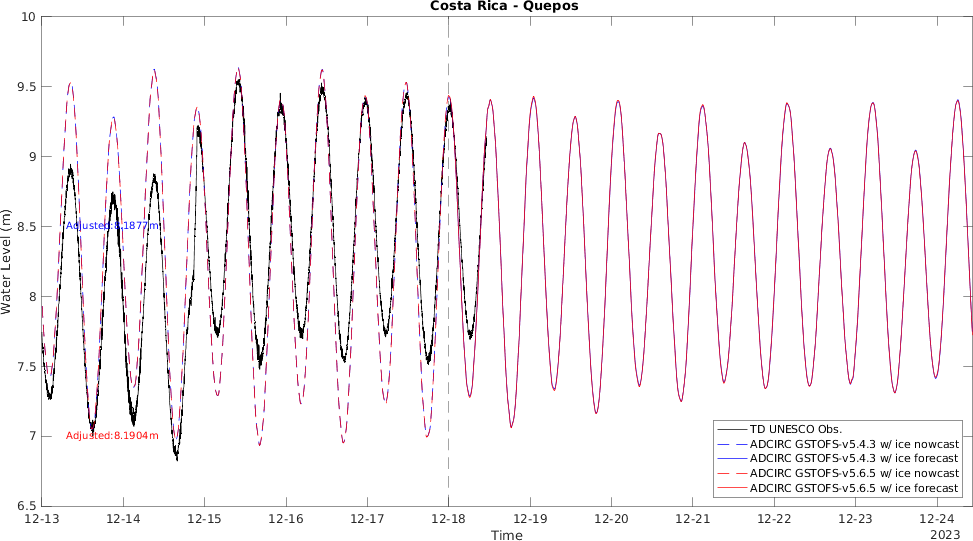 Costa Rica - Quepos
Water Level (m)
10
9.5
9
8.5
8
7.5
7
6.5
Adjusted:8.1877m
Adjusted:8.1904m
TD UNESCO Obs.
ADCIRC GSTOFS-v5.4.3 w/ ice nowcast
ADCIRC GSTOFS-v5.4.3 w/ ice forecast
ADCIRC GSTOFS-v5.6.5 w/ ice nowcast
ADCIRC GSTOFS-v5.6.5 w/ ice forecast
12-13 12-14 12-15 12-16 12-17 12-18 12-19 12-20 12-21 12-22 12-23 12-24
Time
2023